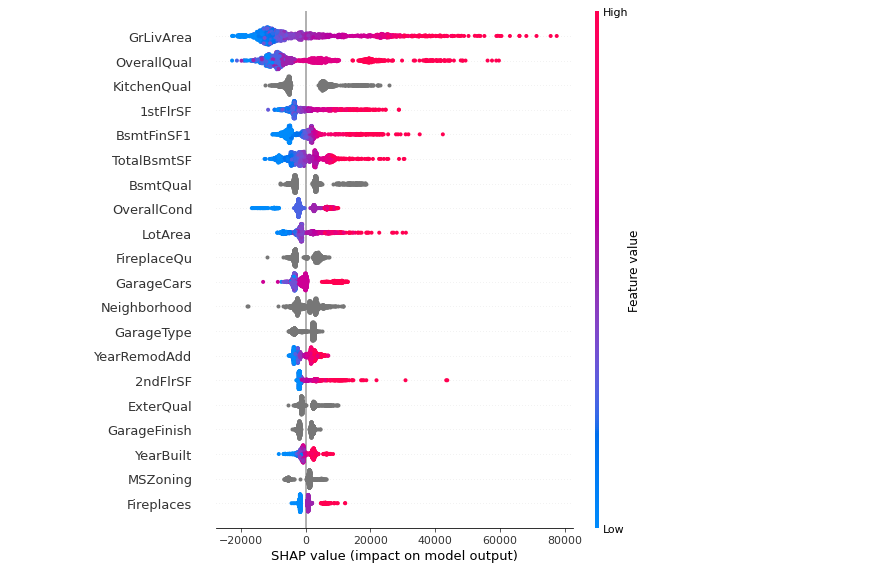 High
GrLivArea
OverallQual
KitchenQual
1stFlrSF
BsmtFinSF1
TotalBsmtSF
BsmtQual
OverallCond
LotArea
FireplaceQu
GarageCars
Neighborhood
GarageType
YearRemodAdd
2ndFlrSF
ExterQual
GarageFinish
YearBuilt
MSZoning
Fireplaces
Feature value
Low
−20000 0 20000 40000 60000 80000
SHAP value (impact on model output)